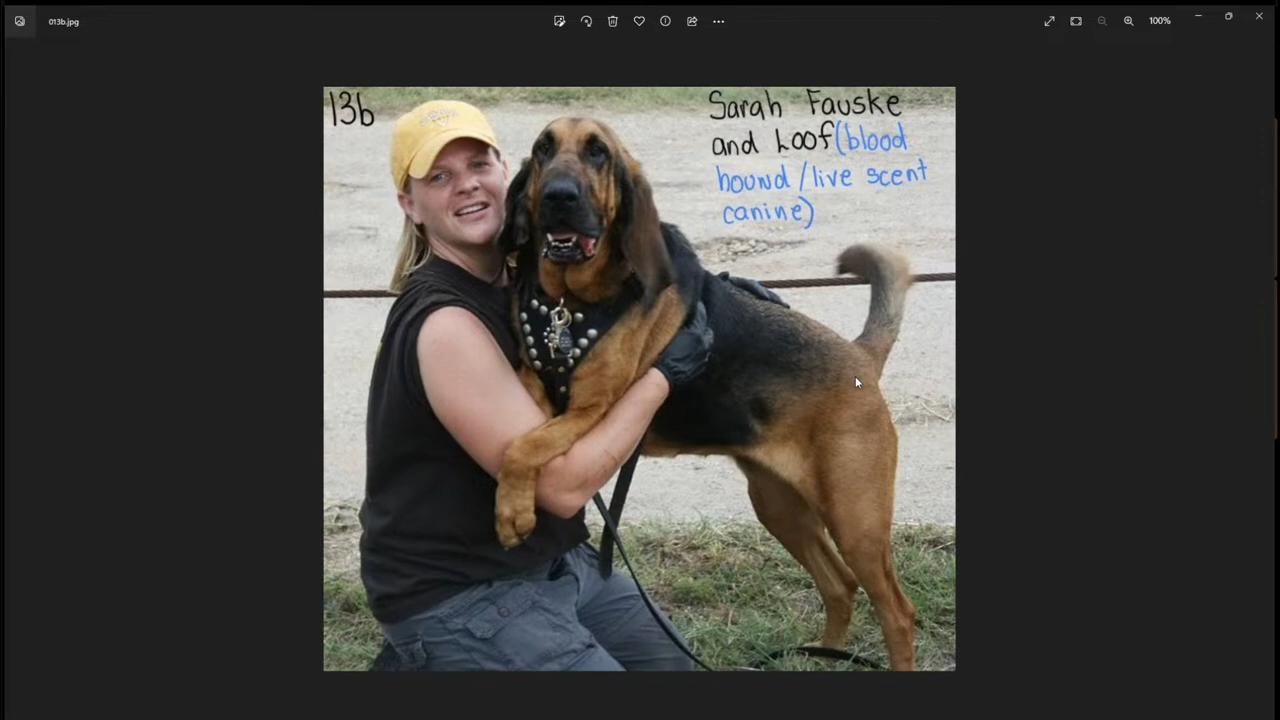 013b.jpg
100%
13b
Sarah Fauske
and Loof (blood
hound / live scent
canine)